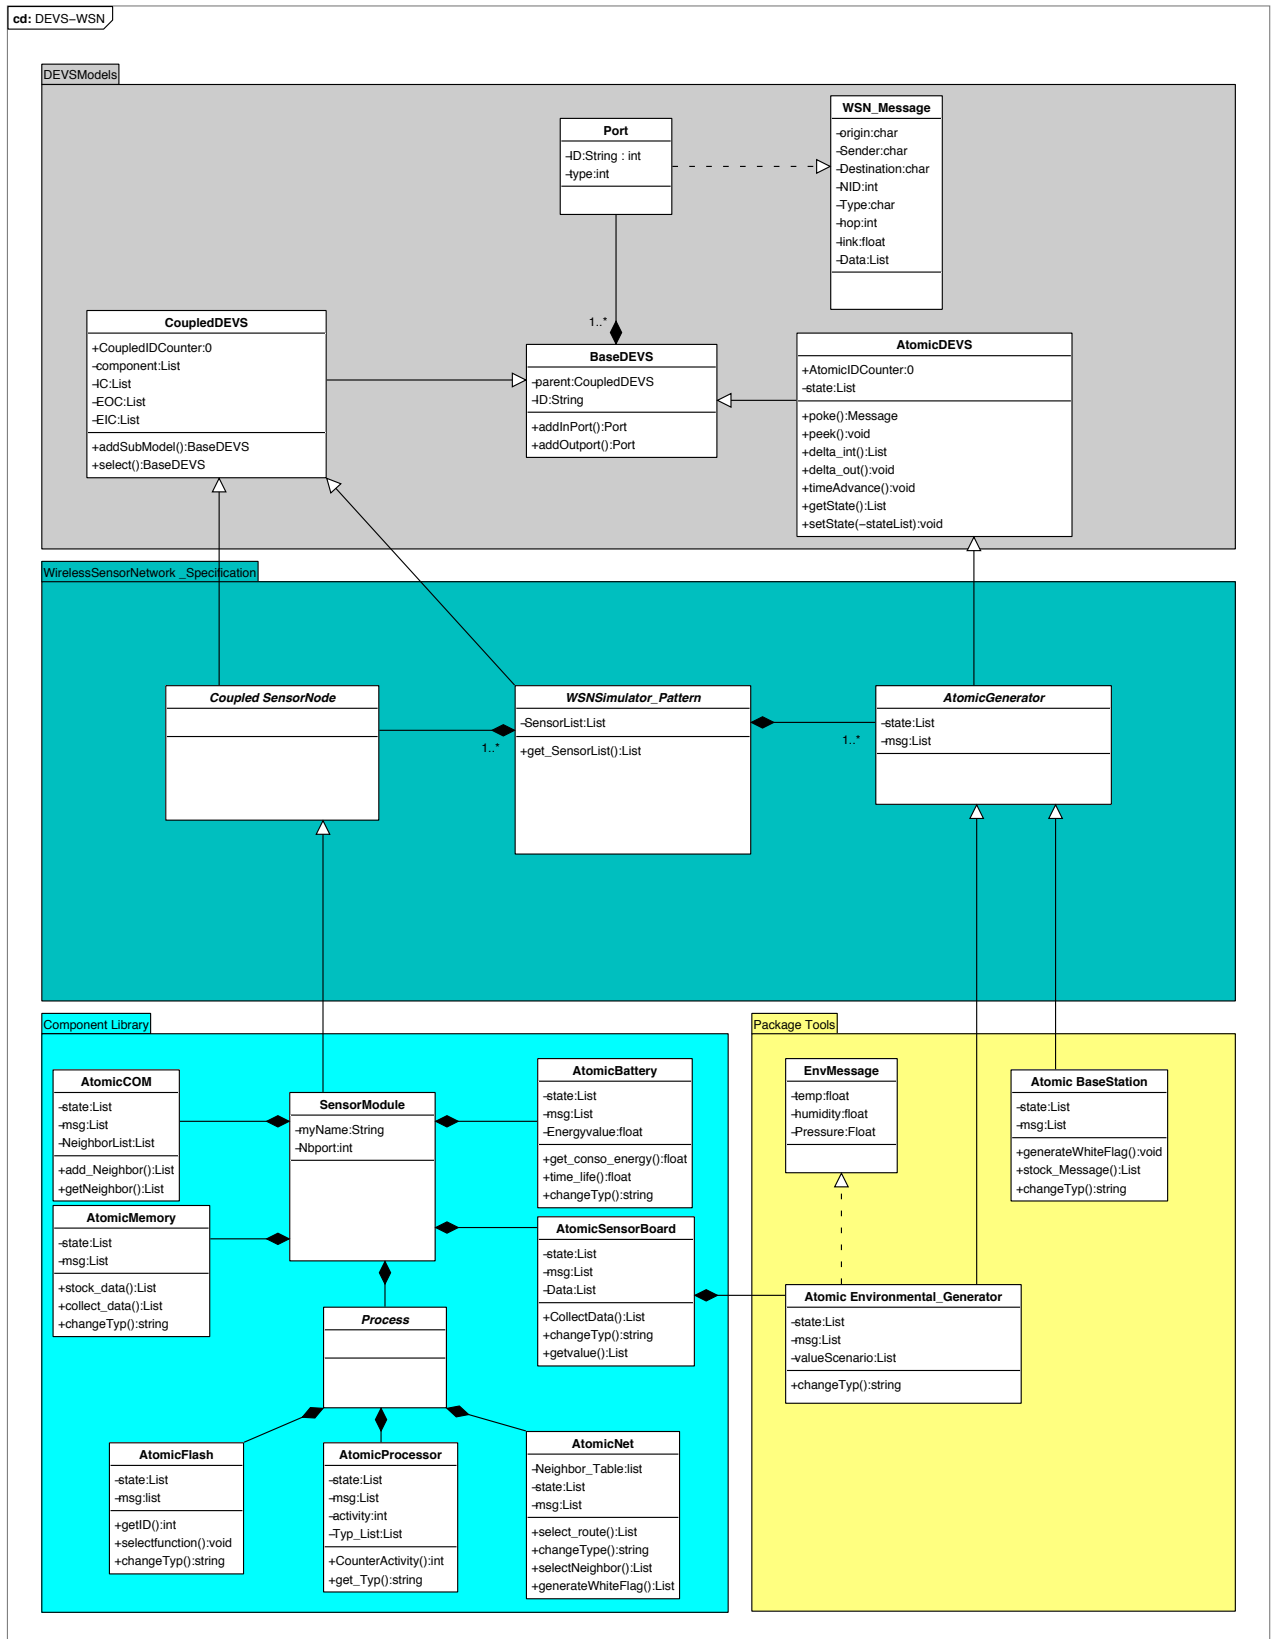 cd: DEVS–WSN
DEVSModels
WSN_Message
-origin:char
-Sender:char
-Destination:char
-NID:int
-Type:char
-hop:int
-link:float
-Data:List
Port
-ID:String : int
-type:int
CoupledDEVS
+CoupledIDCounter:0
-component:List
-IC:List
-EOC:List
-EIC:List
+addSubModel():BaseDEVS
+select():BaseDEVS
1..*
BaseDEVS
-parent:CoupledDEVS
-ID:String
+addInPort():Port
+addOutport():Port
AtomicDEVS
+AtomicIDCounter:0
-state:List
+poke():Message
+peek():void
+delta_int():List
+delta_out():void
+timeAdvance():void
+getState():List
+setState(–stateList):void
WirelessSensorNetwork _Specification
Coupled SensorNode
1..*
WSNSimulator_Pattern
-SensorList:List
+get_SensorList():List
1..*
AtomicGenerator
-state:List
-msg:List
Component Library
AtomicCOM
-state:List
-msg:List
-NeighborList:List
+add_Neighbor():List
+getNeighbor():List
SensorModule
-myName:String
-Nbport:int
AtomicBattery
-state:List
-msg:List
-Energyvalue:float
+get_conso_energy():float
+time_life():float
+changeTyp():string
AtomicMemory
-state:List
-msg:List
+stock_data():List
+collect_data():List
+changeTyp():string
AtomicSensorBoard
-state:List
-msg:List
-Data:List
+CollectData():List
+changeTyp():string
+getvalue():List
Process
AtomicFlash
-state:List
-msg:list
+getID():int
+selectfunction():void
+changeTyp():string
AtomicProcessor
-state:List
-msg:List
-activity:int
-Typ_List:List
+CounterActivity():int
+get_Typ():string
AtomicNet
-Neighbor_Table:list
-state:List
-msg:List
+select_route():List
+changeType():string
+selectNeighbor():List
+generateWhiteFlag():List
Package Tools
EnvMessage
-temp:float
-humidity:float
-Pressure:Float
Atomic BaseStation
-state:List
-msg:List
+generateWhiteFlag():void
+stock_Message():List
+changeTyp():string
Atomic Environmental_Generator
-state:List
-msg:List
-valueScenario:List
+changeTyp():string